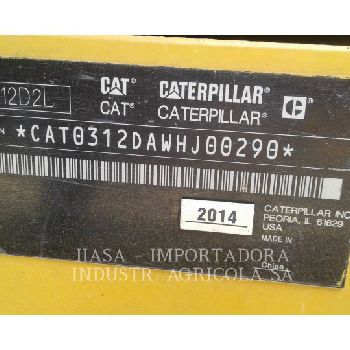 12D2L
CAT CATERPILLAR C
CAT® CATERPILLAR®
N *CAT0312DAWHJ00290*
2014
CATERPILLAR INC
PEORIA, IL 61629
USA
MADE IN
China
IIASA - IMPORTADORA
INDUSTR. AGRICOLA SA